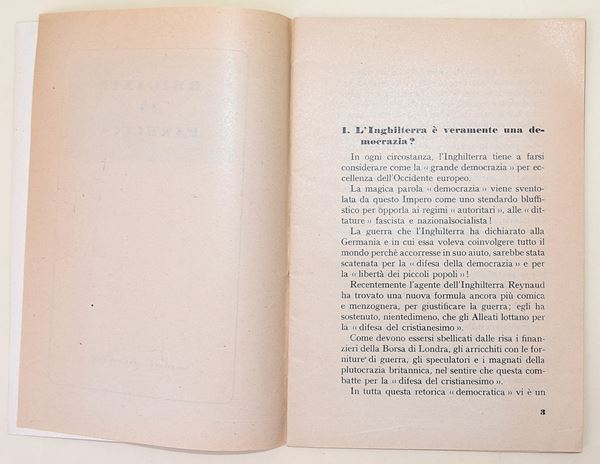 1. L'Inghilterra è veramente una de-
mocrazia?
In ogni circostanza, l'Inghilterra tiene a farsi
considerare come la « grande democrazia » per ec-
cellenza dell'Occidente europeo.
La magica parola « democrazia » viene svento-
lata da questo Impero come uno stendardo bluffi-
stico per opporla ai regimi « autoritari », alle « dit-
tature » fascista e nazionalsocialista!
La guerra che l'Inghilterra ha dichiarato alla
Germania e in cui essa voleva coinvolgere tutto il
mondo perchè accorresse in suo aiuto, sarebbe stata
scatenata per la « difesa della democrazia » e per
la « libertà dei piccoli popoli »!
Recentemente l'agente dell'Inghilterra Reynaud
ha trovato una nuova formula ancora più comica
e menzognera, per giustificare la guerra; egli ha
sostenuto, nientedimeno, che gli Alleati lottano per
la « difesa del cristianesimo ».
Come devono essersi sbellicati dalle risa i finan-
zieri della Borsa di Londra, gli arricchiti con le for-
niture di guerra, gli speculatori e i magnati della
plutocrazia britannica, nel sentire che questa com-
batte per la « difesa del cristianesimo ».
In tutta questa retorica « democratica » vi è un
3